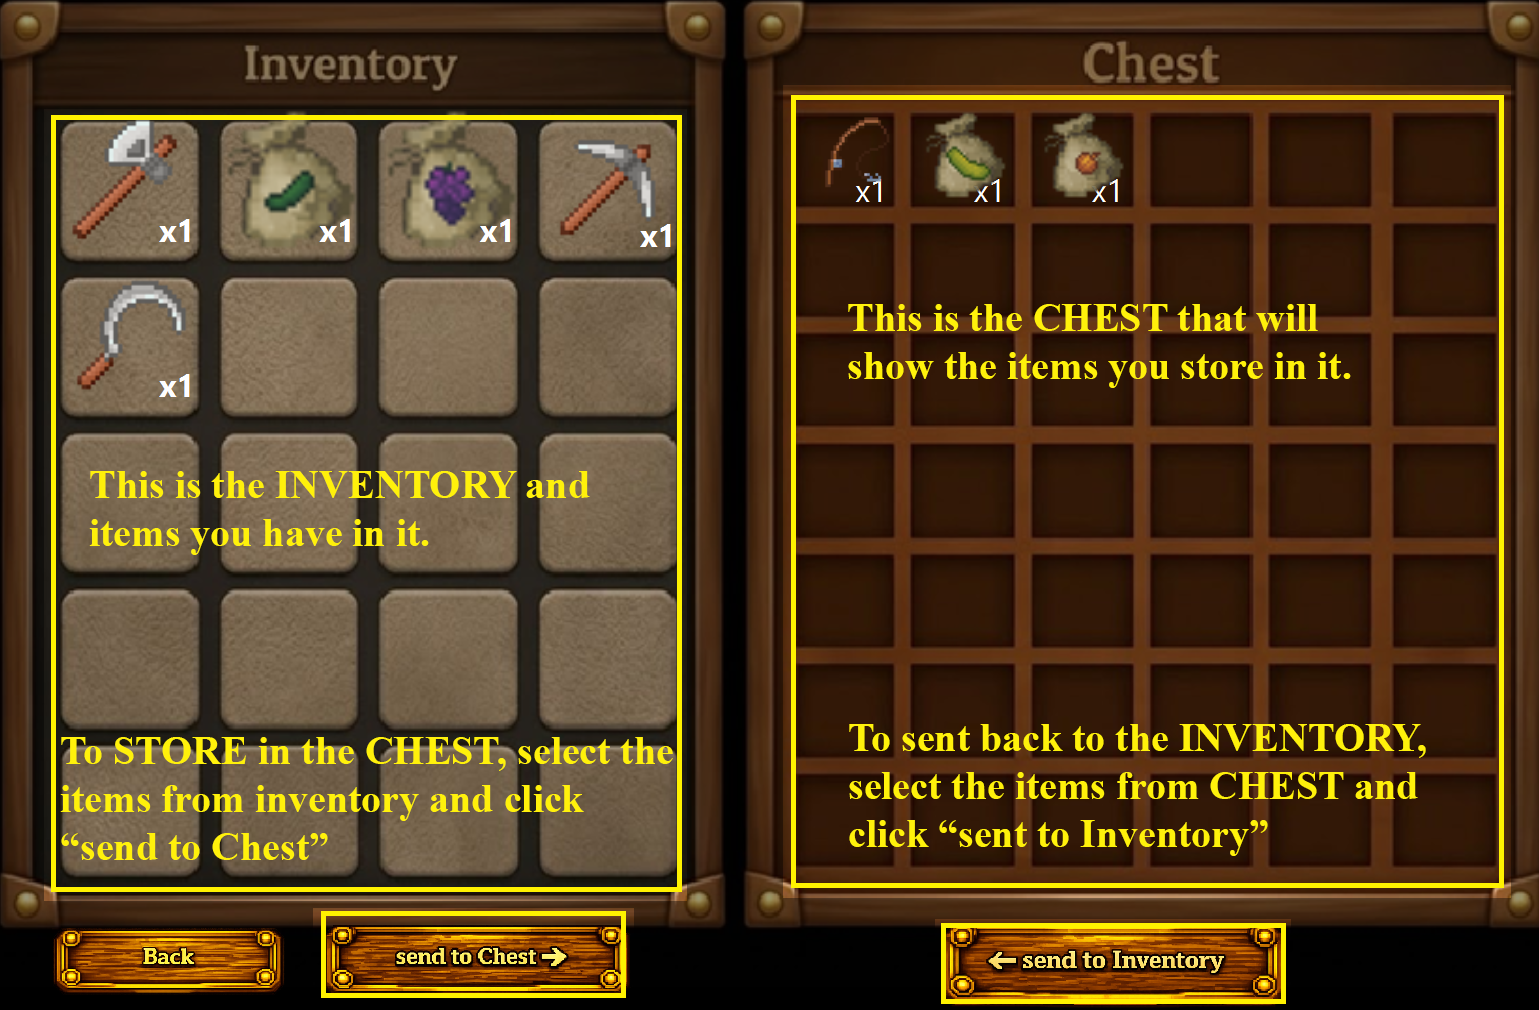 Inventory
x1
x1
x1
x1
x1
This is the INVENTORY and
items you have in it.
To STORE in the CHEST, select the
items from inventory and click
“send to Chest”
Back
send to Chest →
Chest
x1
x1
x1
This is the CHEST that will
show the items you store in it.
To sent back to the INVENTORY,
select the items from CHEST and
click “sent to Inventory”
← send to Inventory